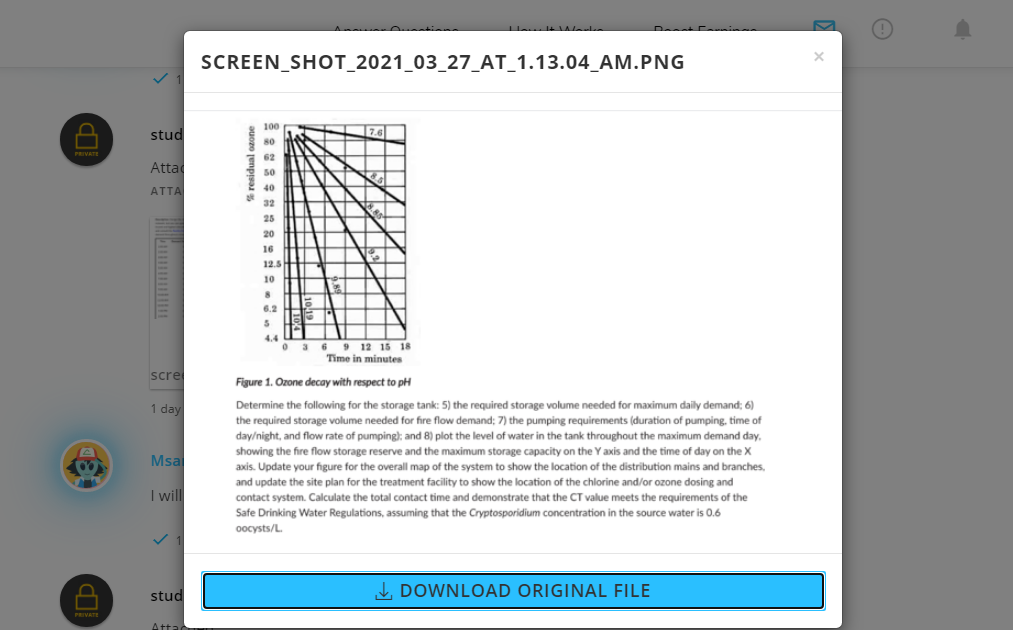 Answer Questions How It Works Boost Earnings
SCREEN_SHOT_2021_03_27_AT_1.13.04_AM.PNG
×
1
PRIVATE
stud
Attac
ATTA
scree
1 day
Msa
I will
1
PRIVATE
stud
Attached
% residual ozone
100
80
62
50
40
32
25
20
16
12.5
10
8
6.2
5
4.4
7.6
8.5
8.85
9.2
9.89
10.19
10.4
0 3 6 9 12 15 18
Time in minutes
Figure 1. Ozone decay with respect to pH
Determine the following for the storage tank: 5) the required storage volume needed for maximum daily demand; 6)
the required storage volume needed for fire flow demand; 7) the pumping requirements (duration of pumping, time of
day/night, and flow rate of pumping); and 8) plot the level of water in the tank throughout the maximum demand day,
showing the fire flow storage reserve and the maximum storage capacity on the Y axis and the time of day on the X
axis. Update your figure for the overall map of the system to show the location of the distribution mains and branches,
and update the site plan for the treatment facility to show the location of the chlorine and/or ozone dosing and
contact system. Calculate the total contact time and demonstrate that the CT value meets the requirements of the
Safe Drinking Water Regulations, assuming that the Cryptosporidium concentration in the source water is 0.6
oocysts/L.
DOWNLOAD ORIGINAL FILE